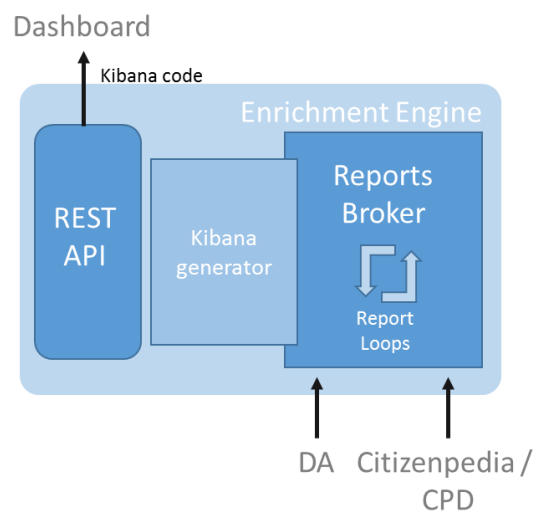 Dashboard
Kibana code
Enrichment Engine
REST
API
Kibana
generator
Reports
Broker
Report
Loops
DA
Citizenpedia /
CPD